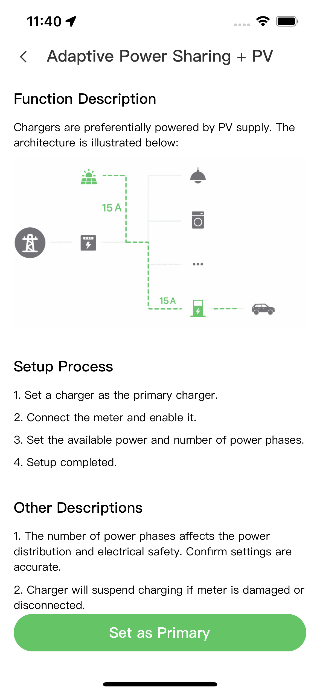 11:40
Adaptive Power Sharing + PV
Function Description
Chargers are preferentially powered by PV supply. The
architecture is illustrated below:
15A
15A
Setup Process
1. Set a charger as the primary charger.
2. Connect the meter and enable it.
3. Set the available power and number of power phases.
4. Setup completed.
Other Descriptions
1. The number of power phases affects the power
distribution and electrical safety. Confirm settings are
accurate.
2. Charger will suspend charging if meter is damaged or
disconnected.
Set as Primary